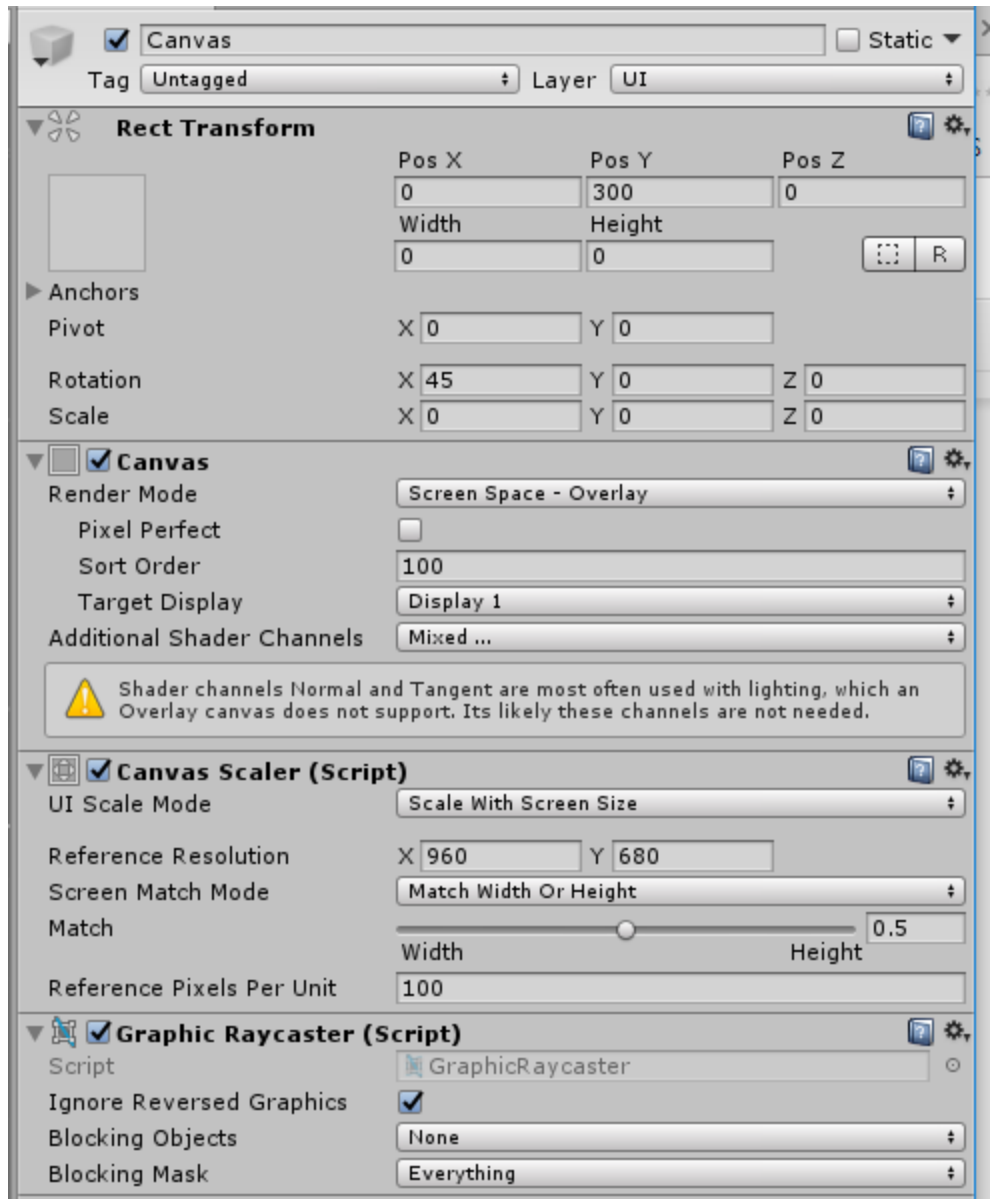 Canvas Static
Tag Untagged Layer UI
Rect Transform
Pos X Pos Y Pos Z
0 300 0
Width Height
0 0 R
Anchors
Pivot X 0 Y 0
Rotation X 45 Y 0 Z 0
Scale X 0 Y 0 Z 0
Canvas
Render Mode Screen Space - Overlay
Pixel Perfect
Sort Order 100
Target Display Display 1
Additional Shader Channels Mixed ...
Shader channels Normal and Tangent are most often used with lighting, which an
Overlay canvas does not support. Its likely these channels are not needed.
Canvas Scaler (Script)
UI Scale Mode Scale With Screen Size
Reference Resolution X 960 Y 680
Screen Match Mode Match Width Or Height
Match 0.5
Width Height
Reference Pixels Per Unit 100
Graphic Raycaster (Script)
Script GraphicRaycaster
Ignore Reversed Graphics
Blocking Objects None
Blocking Mask Everything